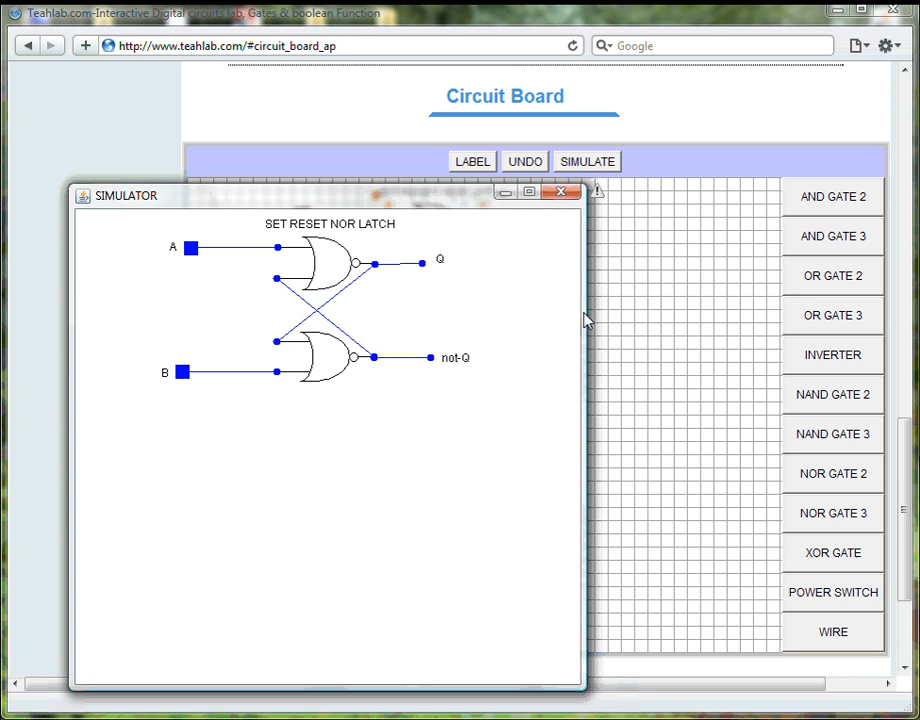 Teahlab.com-Interactive Digital circuits lab, Gates & boolean Function
http://www.teahlab.com/#circuit_board_ap
Google
Circuit Board
LABEL UNDO SIMULATE
SIMULATOR
SET RESET NOR LATCH
A
Q
B
not-Q
AND GATE 2
AND GATE 3
OR GATE 2
OR GATE 3
INVERTER
NAND GATE 2
NAND GATE 3
NOR GATE 2
NOR GATE 3
XOR GATE
POWER SWITCH
WIRE